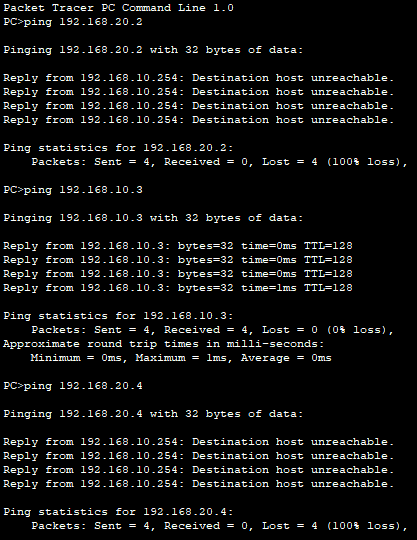 Packet Tracer PC Command Line 1.0
PC>ping 192.168.20.2
Pinging 192.168.20.2 with 32 bytes of data:
Reply from 192.168.10.254: Destination host unreachable.
Reply from 192.168.10.254: Destination host unreachable.
Reply from 192.168.10.254: Destination host unreachable.
Reply from 192.168.10.254: Destination host unreachable.
Ping statistics for 192.168.20.2:
Packets: Sent = 4, Received = 0, Lost = 4 (100% loss),
PC>ping 192.168.10.3
Pinging 192.168.10.3 with 32 bytes of data:
Reply from 192.168.10.3: bytes=32 time=0ms TTL=128
Reply from 192.168.10.3: bytes=32 time=0ms TTL=128
Reply from 192.168.10.3: bytes=32 time=0ms TTL=128
Reply from 192.168.10.3: bytes=32 time=1ms TTL=128
Ping statistics for 192.168.10.3:
Packets: Sent = 4, Received = 4, Lost = 0 (0% loss),
Approximate round trip times in milli-seconds:
Minimum = 0ms, Maximum = 1ms, Average = 0ms
PC>ping 192.168.20.4
Pinging 192.168.20.4 with 32 bytes of data:
Reply from 192.168.10.254: Destination host unreachable.
Reply from 192.168.10.254: Destination host unreachable.
Reply from 192.168.10.254: Destination host unreachable.
Reply from 192.168.10.254: Destination host unreachable.
Ping statistics for 192.168.20.4:
Packets: Sent = 4, Received = 0, Lost = 4 (100% loss),